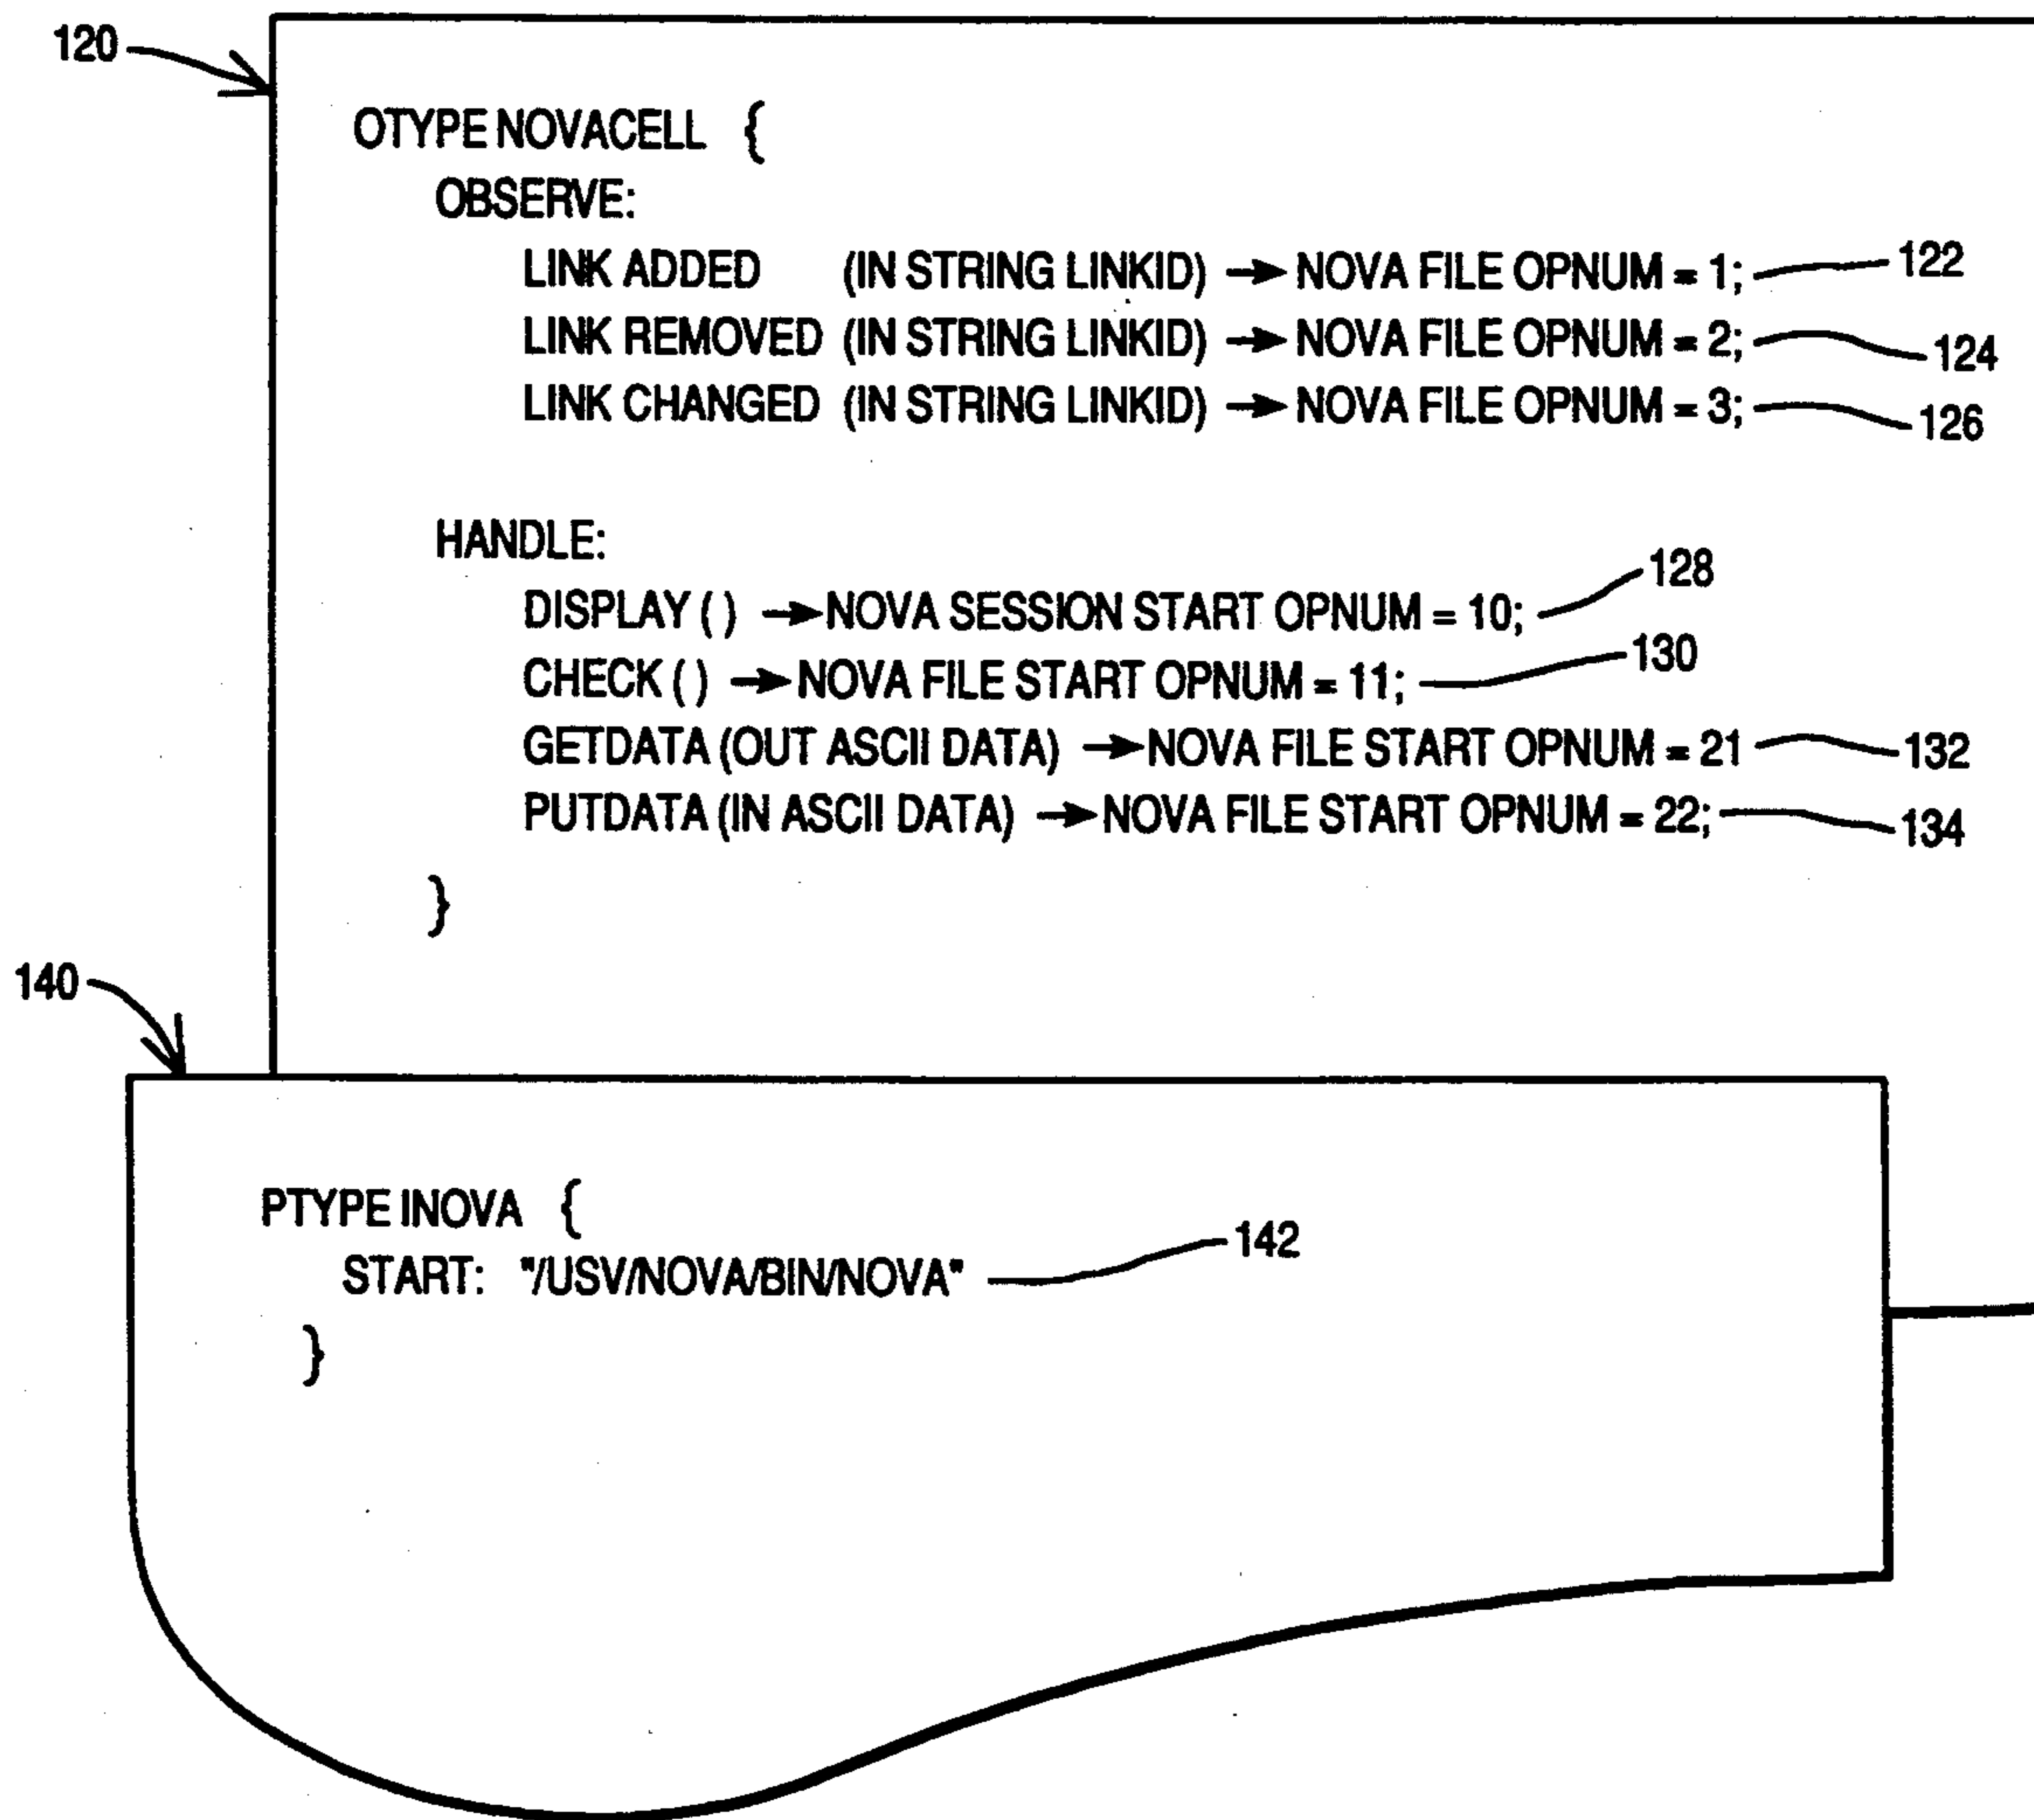 120
OTYPE NOVACELL {
OBSERVE:
LINK ADDED (IN STRING LINKID) → NOVA FILE OPNUM = 1; 122
LINK REMOVED (IN STRING LINKID) → NOVA FILE OPNUM = 2; 124
LINK CHANGED (IN STRING LINKID) → NOVA FILE OPNUM = 3; 126
HANDLE:
DISPLAY ( ) → NOVA SESSION START OPNUM = 10; 128
CHECK ( ) → NOVA FILE START OPNUM = 11; 130
GETDATA (OUT ASCII DATA) → NOVA FILE START OPNUM = 21 132
PUTDATA (IN ASCII DATA) → NOVA FILE START OPNUM = 22; 134
}
140
PTYPE INOVA {
START: "/USV/NOVA/BIN/NOVA" 142
}